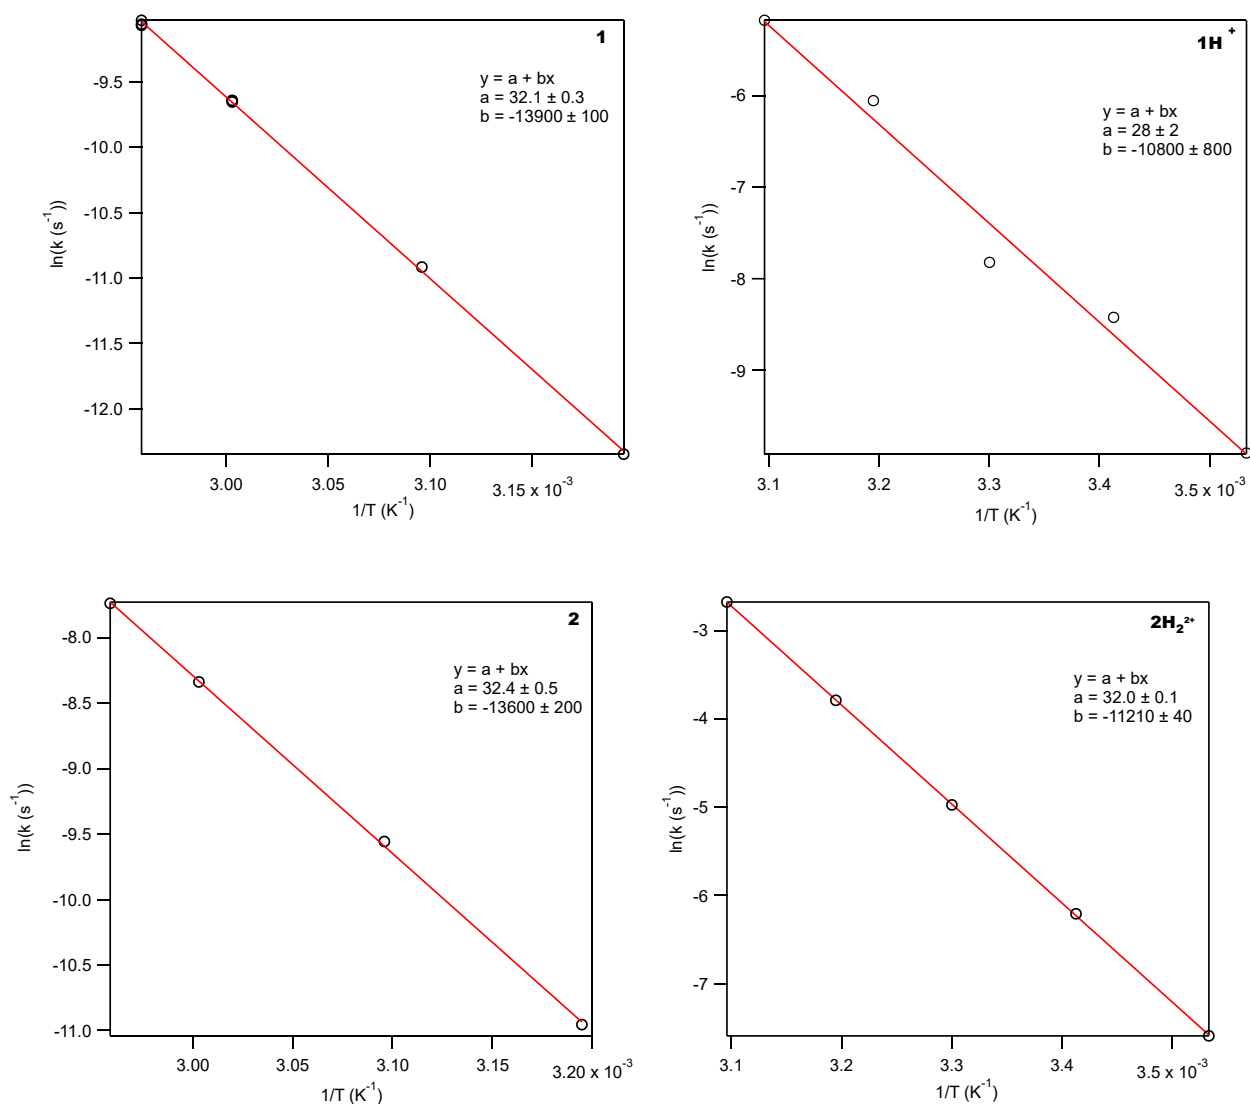 1
y = a + bx
a = 32.1 ± 0.3
b = -13900 ± 100
-9.5
-10.0
-10.5
-11.0
-11.5
-12.0
ln(k (s⁻¹))
3.00
3.05
3.10
3.15 x 10⁻³
1/T (K⁻¹)
1H⁺
y = a + bx
a = 28 ± 2
b = -10800 ± 800
-6
-7
-8
-9
ln(k (s⁻¹))
3.1
3.2
3.3
3.4
3.5 x 10⁻³
1/T (K⁻¹)
2
y = a + bx
a = 32.4 ± 0.5
b = -13600 ± 200
-8.0
-8.5
-9.0
-9.5
-10.0
-10.5
-11.0
ln(k (s⁻¹))
3.00
3.05
3.10
3.15
3.20 x 10⁻³
1/T (K⁻¹)
2H₂²⁺
y = a + bx
a = 32.0 ± 0.1
b = -11210 ± 40
-3
-4
-5
-6
-7
ln(k (s⁻¹))
3.1
3.2
3.3
3.4
3.5 x 10⁻³
1/T (K⁻¹)